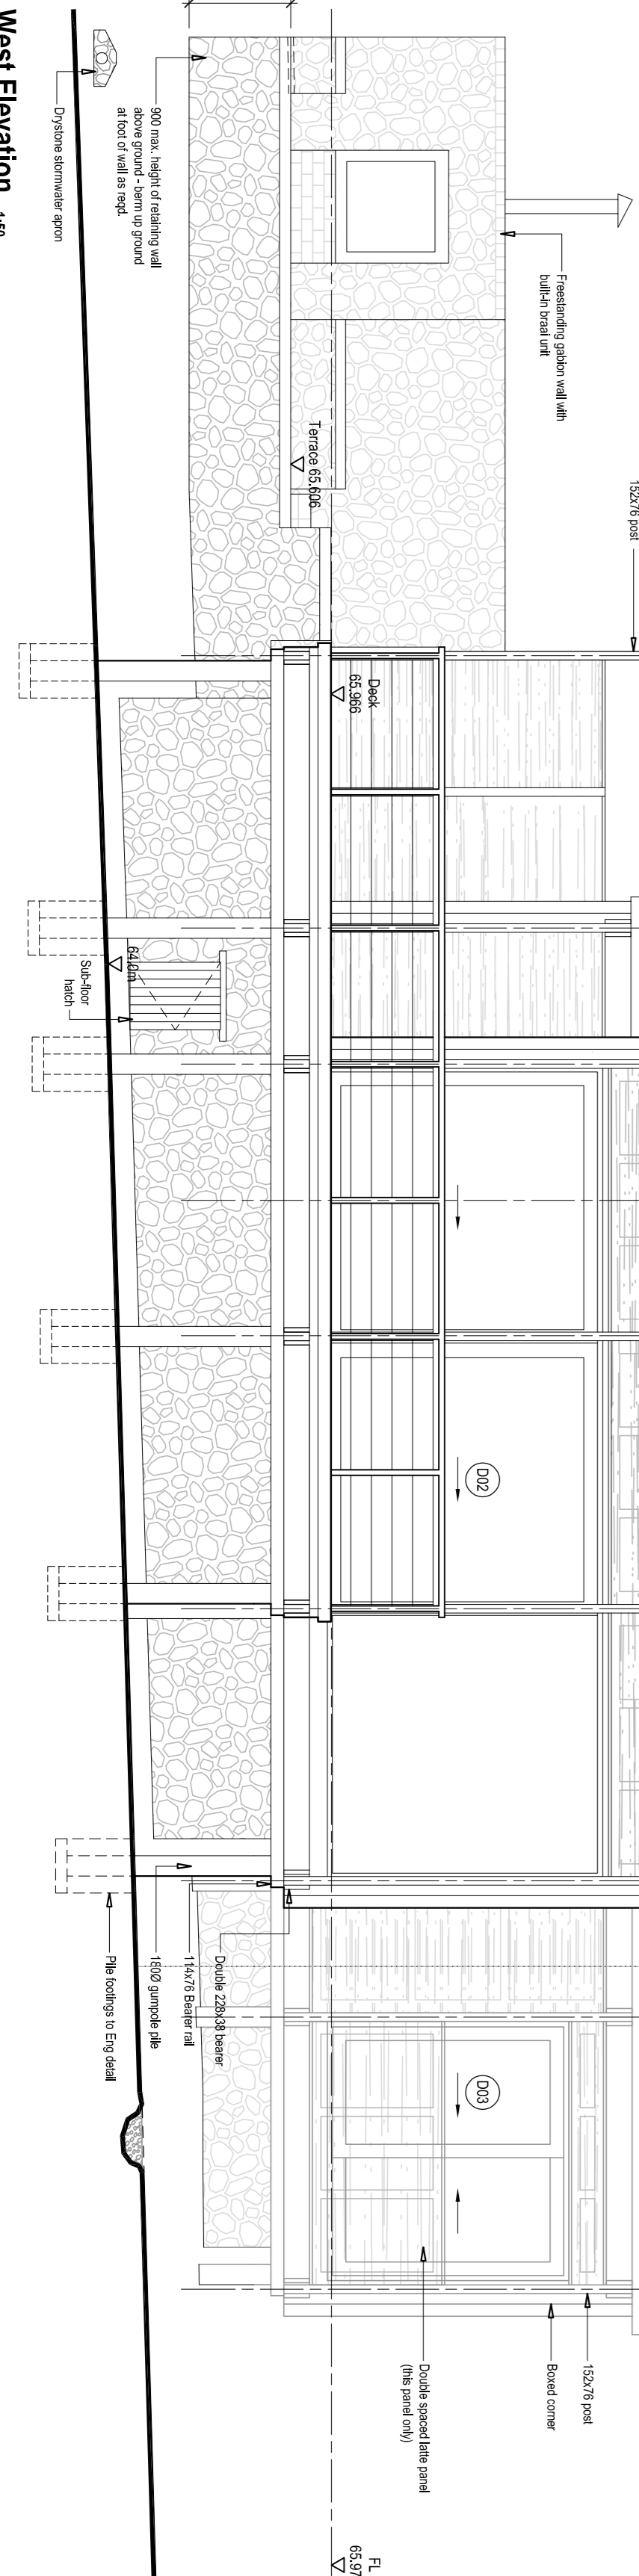 152x76 post
Freestanding gabion wall with
built-in braai unit
Terrace 65.606
900 max. height of retaining wall
above ground - berm up ground
at foot of wall as reqd.
Drystone stormwater apron
West Elevation 1:50
Deck
65.966
64.0m
Sub-floor
hatch
D02
D03
Double 228x38 bearer
114x76 Bearer rail
180Ø gumpole pile
Pile footings to Eng detail
152x76 post
Boxed corner
Double spaced latte panel
(this panel only)
FL